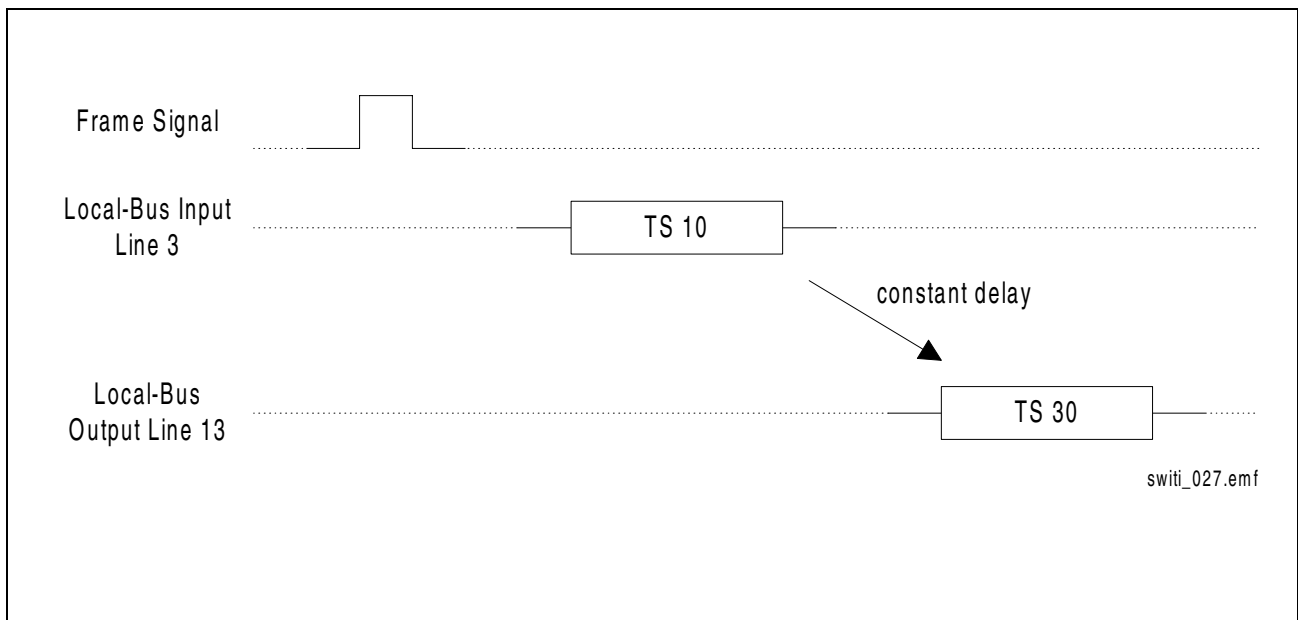 Frame Signal
Local-Bus Input
Line 3
TS 10
constant delay
Local-Bus
Output Line 13
TS 30
switi_027.emf